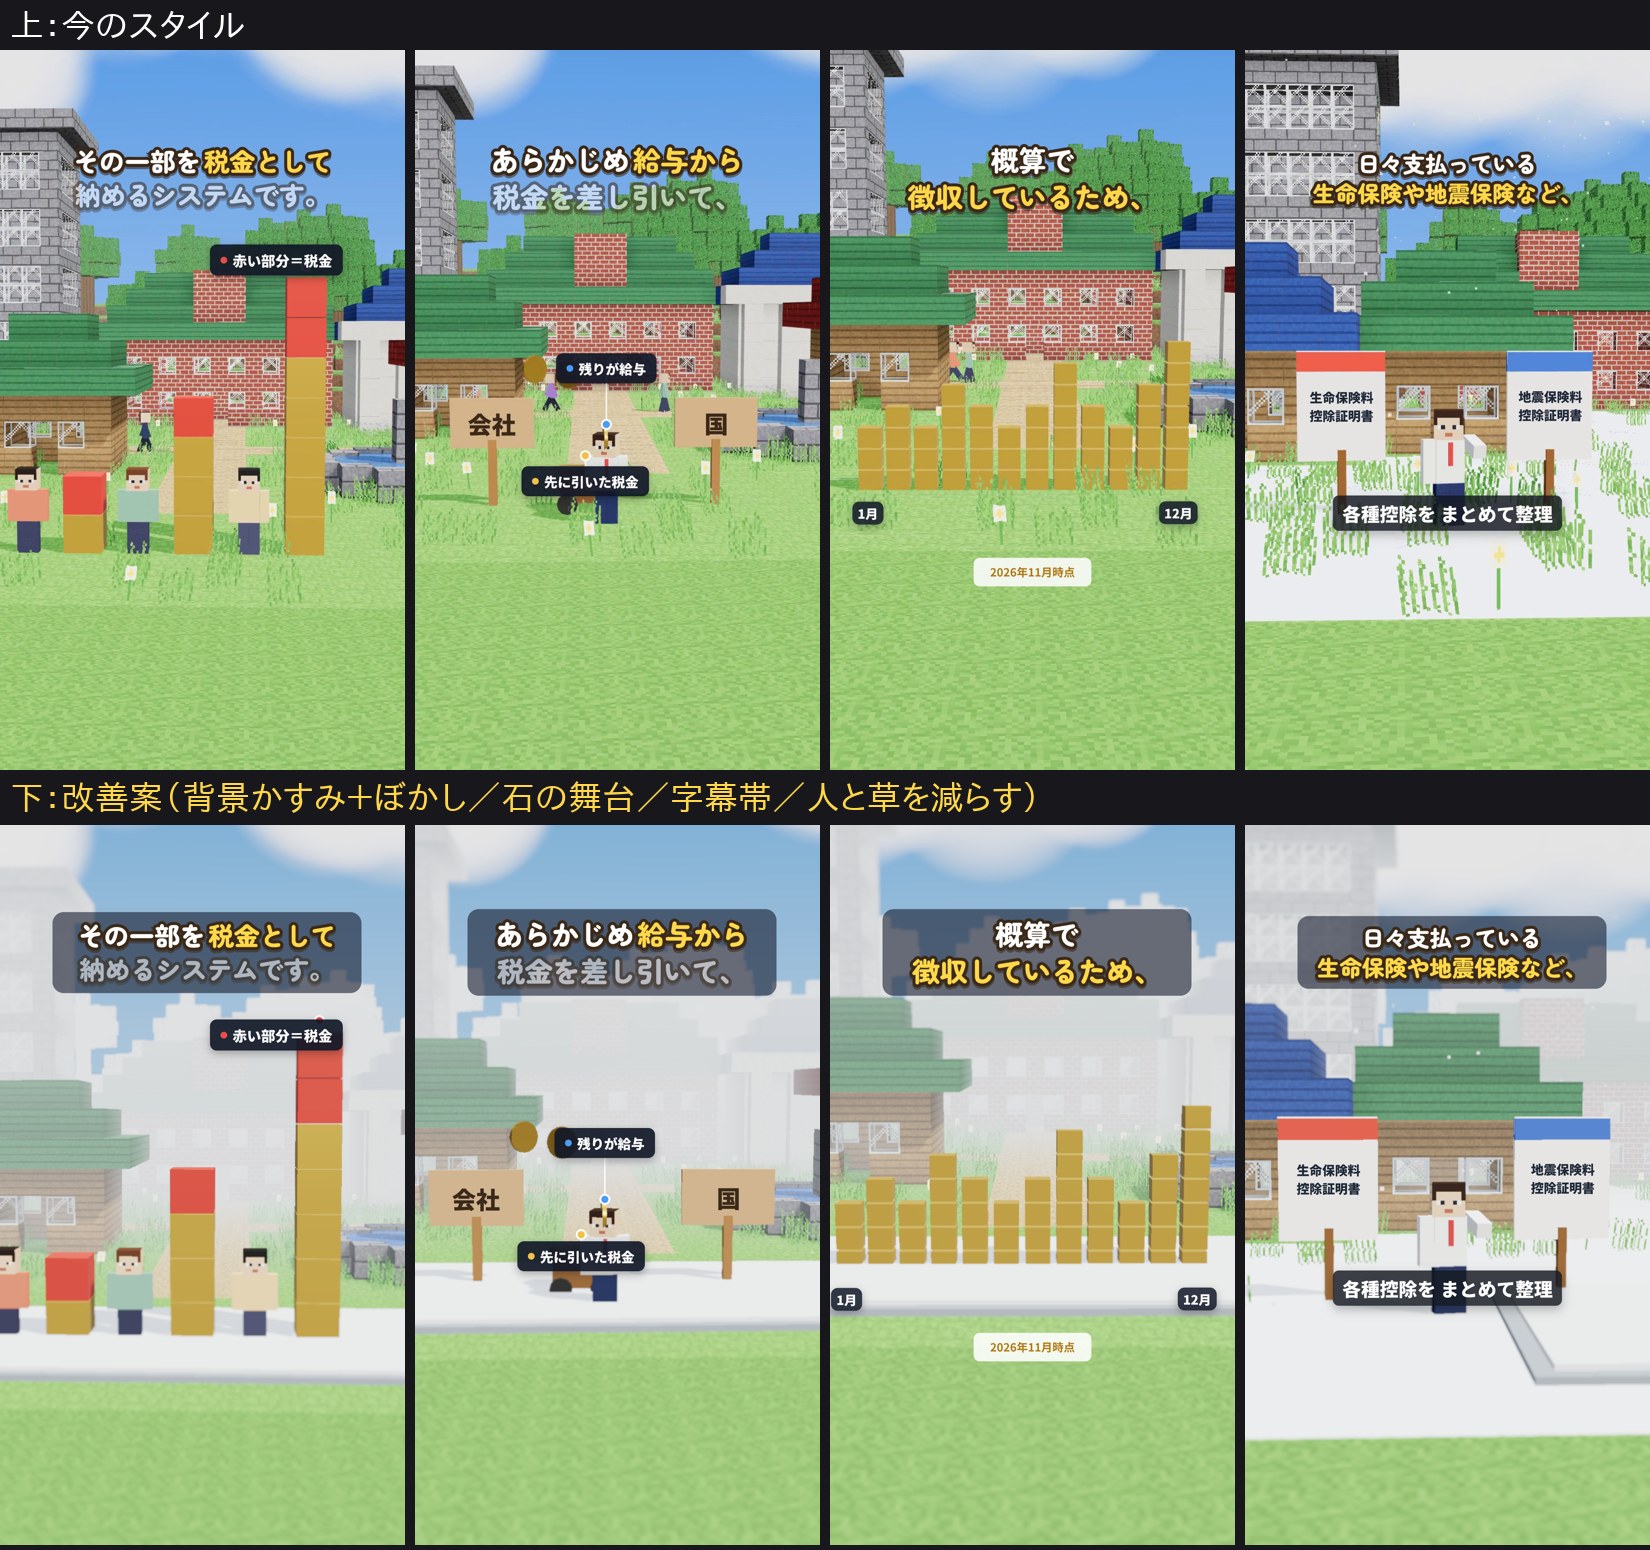 上：今のスタイル
その一部を税金として
納めるシステムです。
赤い部分＝税金
あらかじめ給与から
税金を差し引いて、
残りが給与
会社
国
先に引いた税金
概算で
徴収しているため、
1月
12月
2026年11月時点
日々支払っている
生命保険や地震保険など、
生命保険料
控除証明書
地震保険料
控除証明書
各種控除を まとめて整理
下：改善案（背景かすみ＋ぼかし／石の舞台／字幕帯／人と草を減らす）
その一部を税金として
納めるシステムです。
赤い部分＝税金
あらかじめ給与から
税金を差し引いて、
残りが給与
会社
国
先に引いた税金
概算で
徴収しているため、
1月
12月
2026年11月時点
日々支払っている
生命保険や地震保険など、
生命保険料
控除証明書
地震保険料
控除証明書
各種控除を まとめて整理